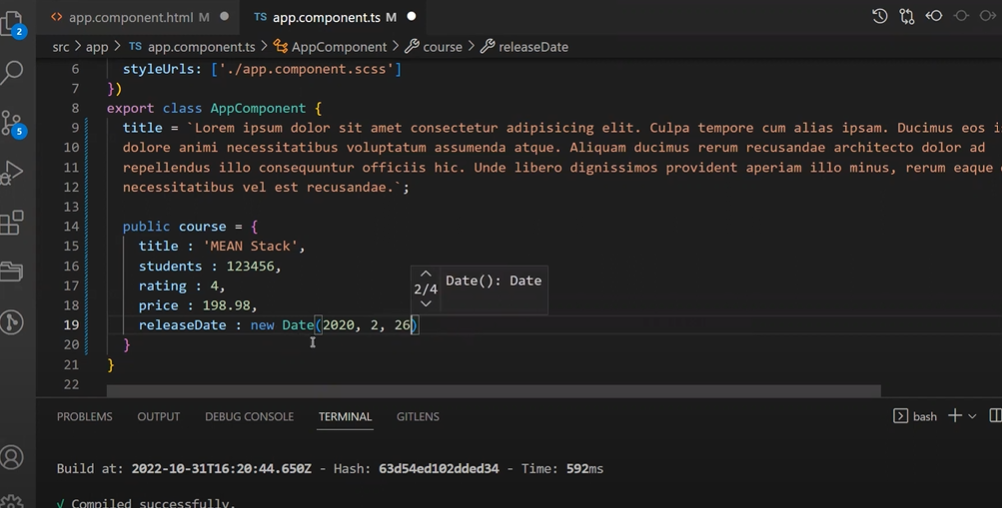 2
5
<> app.component.html M
TS app.component.ts M
src > app > TS app.component.ts > AppComponent > course > releaseDate
6 styleUrls: ['./app.component.scss']
7 })
8 export class AppComponent {
9 title = `Lorem ipsum dolor sit amet consectetur adipisicing elit. Culpa tempore cum alias ipsam. Ducimus eos i
10 dolore animi necessitatibus voluptatum assumenda atque. Aliquam ducimus rerum recusandae architecto dolor ad
11 repellendus illo consequuntur officiis hic. Unde libero dignissimos provident aperiam illo minus, rerum eaque
12 necessitatibus vel est recusandae.`;
13
14 public course = {
15 title : 'MEAN Stack',
16 students : 123456,
17 rating : 4,
18 price : 198.98,
2/4 Date(): Date
19 releaseDate : new Date(2020, 2, 26)
20 }
21 }
22
PROBLEMS OUTPUT DEBUG CONSOLE TERMINAL GITLENS
bash
Build at: 2022-10-31T16:20:44.650Z - Hash: 63d54ed102dded34 - Time: 592ms
√ Compiled successfully.